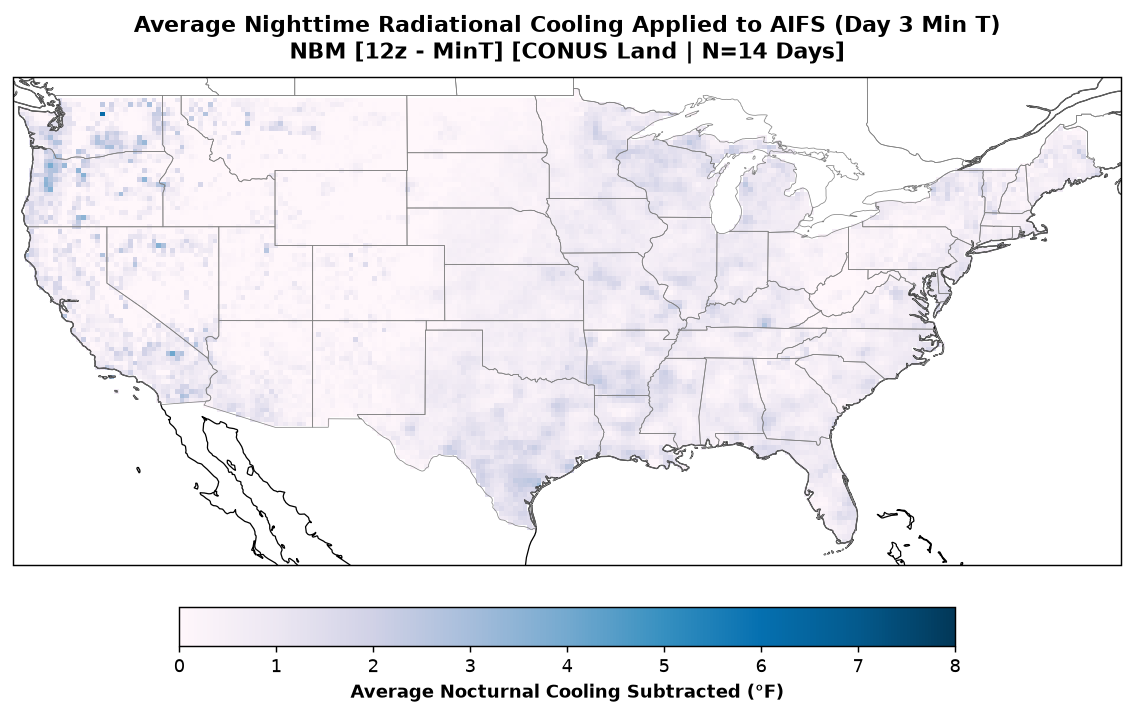 Average Nighttime Radiational Cooling Applied to AIFS (Day 3 Min T)
NBM [12z - MinT] [CONUS Land | N=14 Days]
0 1 2 3 4 5 6 7 8
Average Nocturnal Cooling Subtracted (°F)